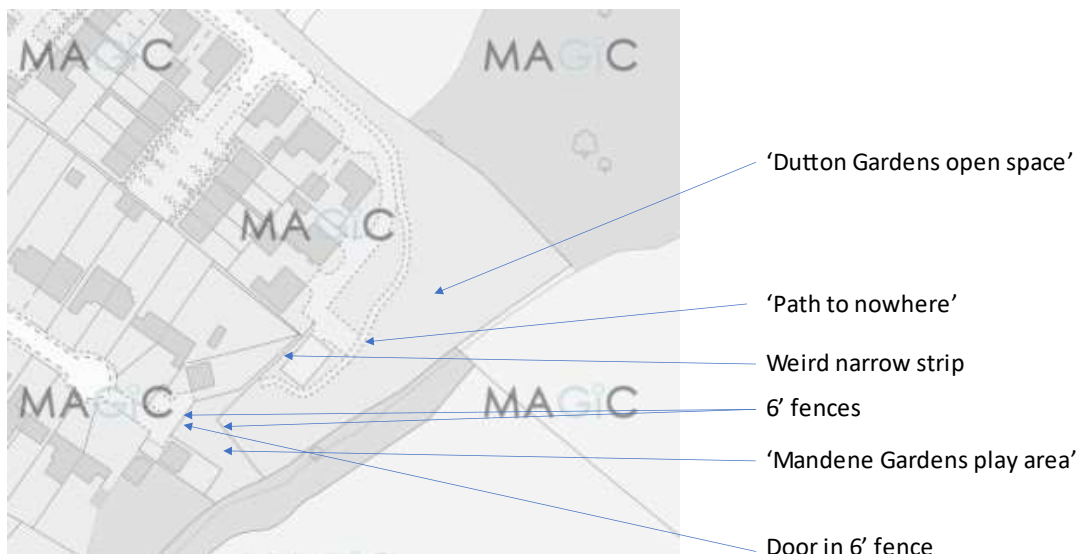 MAGiC
MAGiC
‘Dutton Gardens open space’
MAGiC
‘Path to nowhere’
Weird narrow strip
MAGiC
MAGiC
6’ fences
‘Mandene Gardens play area’
Door in 6’ fence